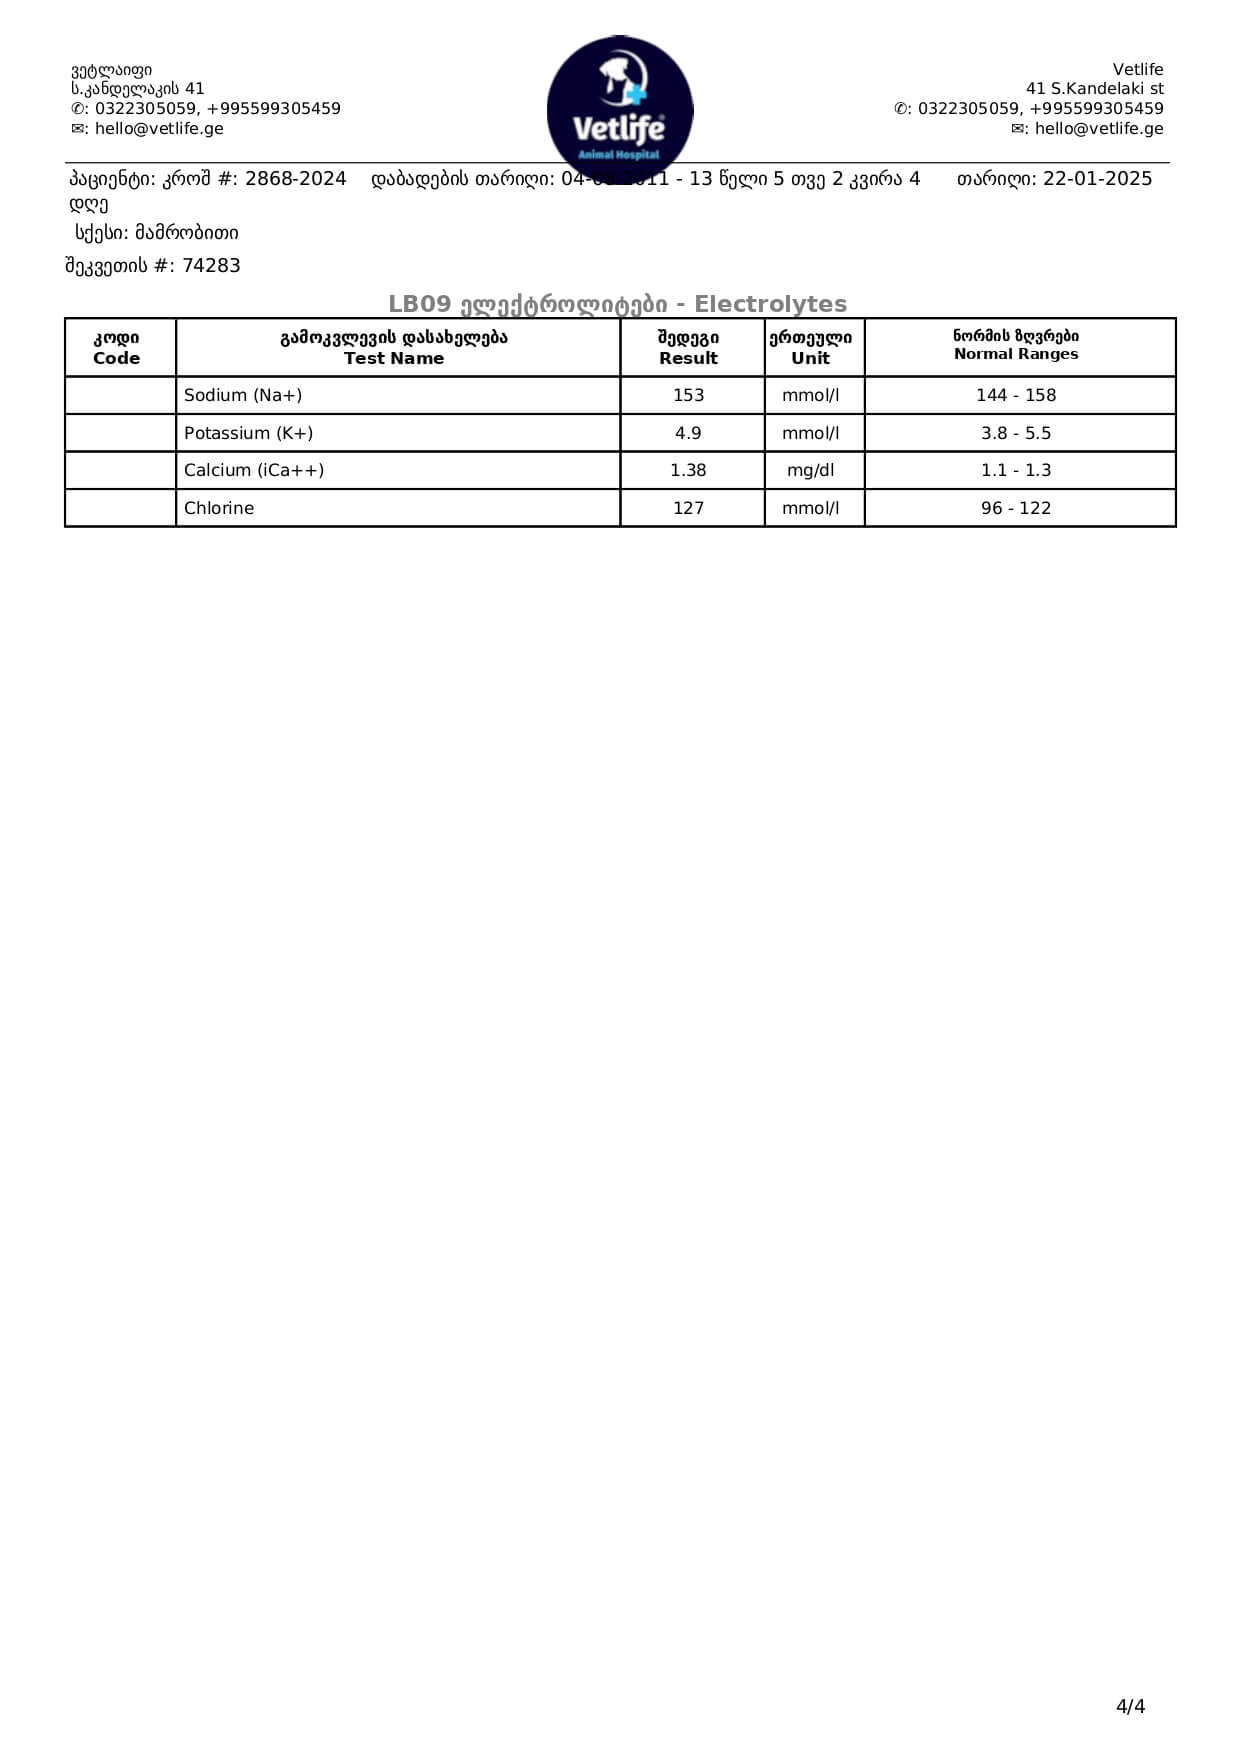 ვეტლაიფი
ს.კანდელაკის 41
✆: 0322305059, +995599305459
✉: hello@vetlife.ge
Vetlife
Animal Hospital
Vetlife
41 S.Kandelaki st
✆: 0322305059, +995599305459
✉: hello@vetlife.ge
პაციენტი: კროშ #: 2868-2024 დაბადების თარიღი: 04-08-2011 - 13 წელი 5 თვე 2 კვირა 4 თარიღი: 22-01-2025
დღე
სქესი: მამრობითი
შეკვეთის #: 74283
LB09 ელექტროლიტები - Electrolytes
კოდი გამოკვლევის დასახელება შედეგი ერთეული ნორმის ზღვრები
Code Test Name Result Unit Normal Ranges
Sodium (Na+) 153 mmol/l 144 - 158
Potassium (K+) 4.9 mmol/l 3.8 - 5.5
Calcium (iCa++) 1.38 mg/dl 1.1 - 1.3
Chlorine 127 mmol/l 96 - 122
4/4